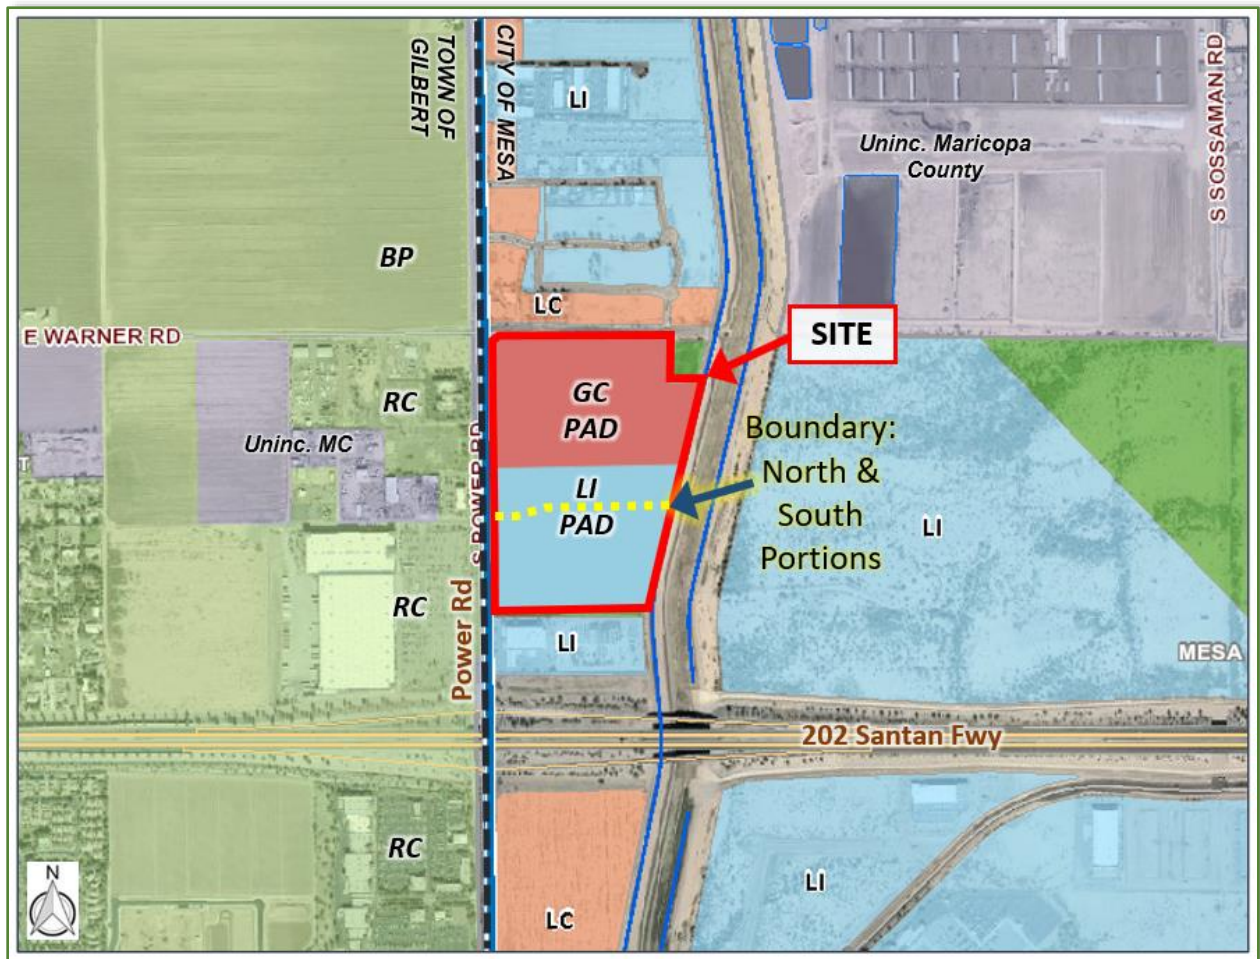 TOWN OF
GILBERT
CITY OF MESA
LI
S SOSSAMAN RD
Uninc. Maricopa
County
BP
LC
E WARNER RD
SITE
RC
GC
PAD
Uninc. MC
S POWER RD
Boundary:
North &
South
Portions
LI
PAD
LI
RC
Power Rd
LI
MESA
202 Santan Fwy
RC
LI
LC
N